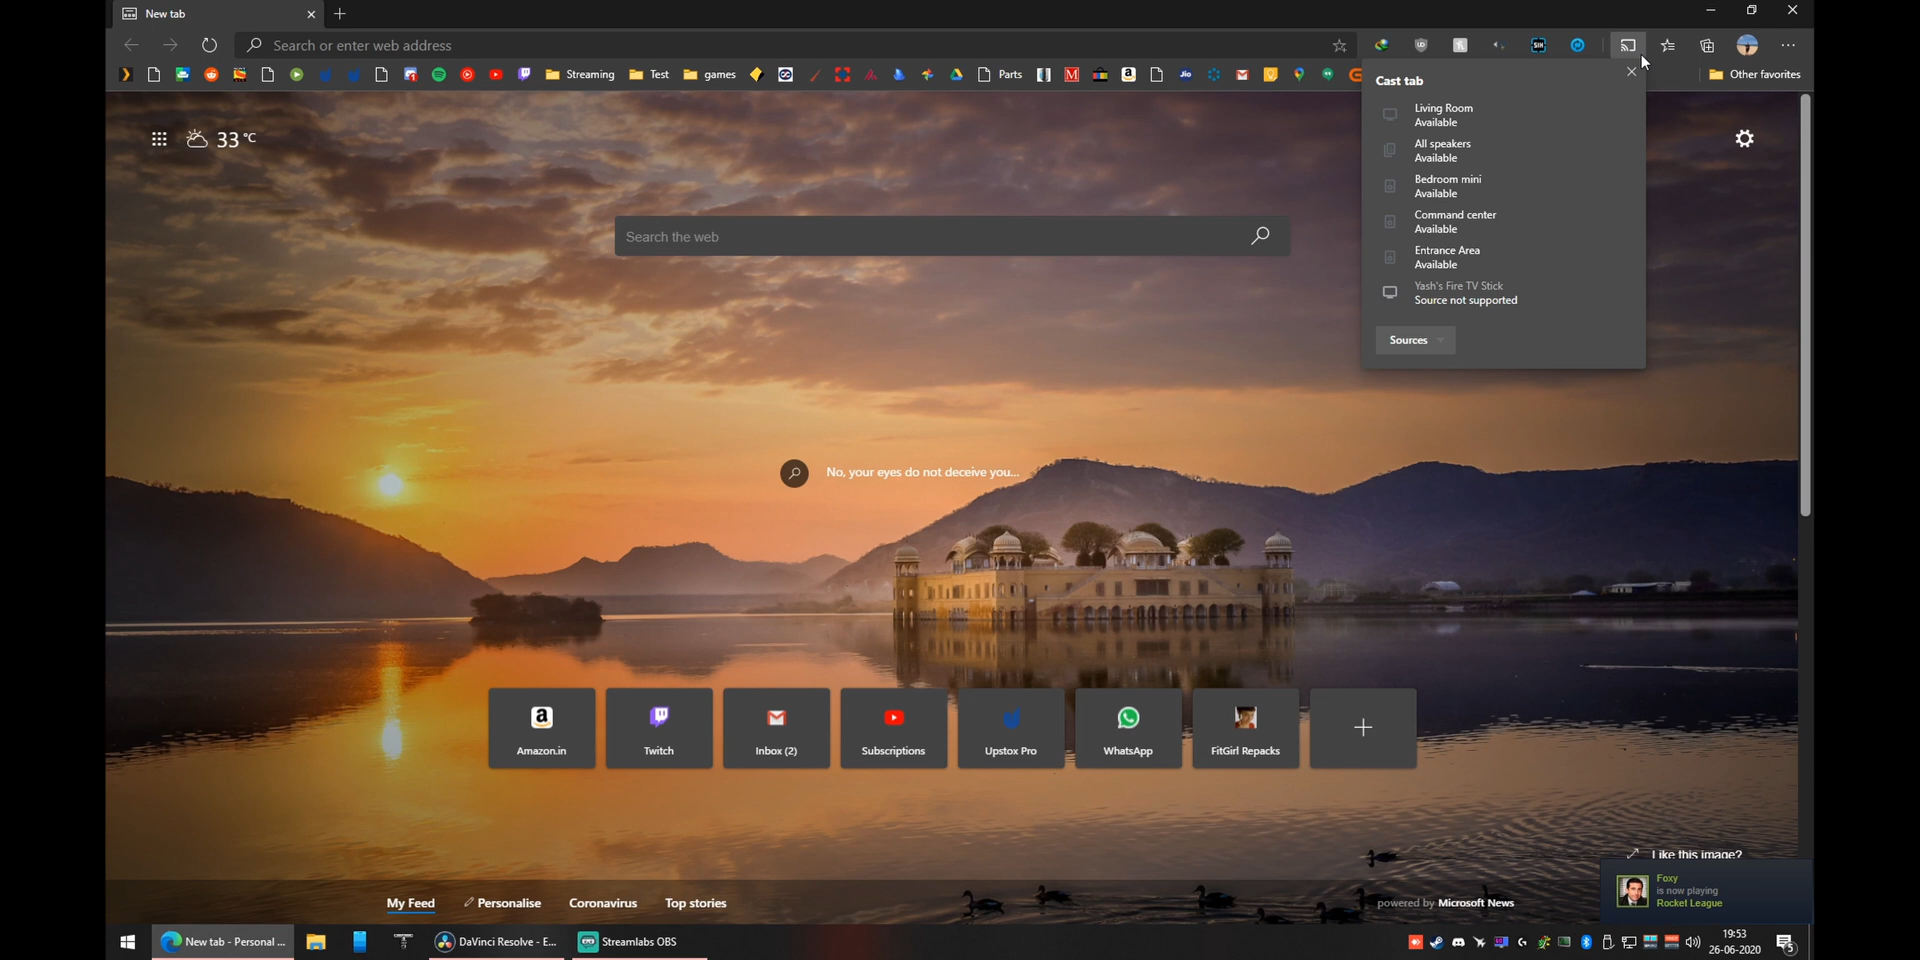 New tab
Search or enter web address
Streaming
Test
games
Parts
M
Jio
SIH
Other favorites
Cast tab
Living Room
Available
All speakers
Available
Bedroom mini
Available
Command center
Available
Entrance Area
Available
Yash's Fire TV Stick
Source not supported
Sources
33 °C
Search the web
No, your eyes do not deceive you...
Amazon.in
Twitch
Inbox (2)
Subscriptions
Upstox Pro
WhatsApp
FitGirl Repacks
Like this image?
Foxy
is now playing
Rocket League
My Feed
Personalise
Coronavirus
Top stories
powered by Microsoft News
New tab - Personal ...
DaVinci Resolve - E...
Streamlabs OBS
19:53
26-06-2020
5